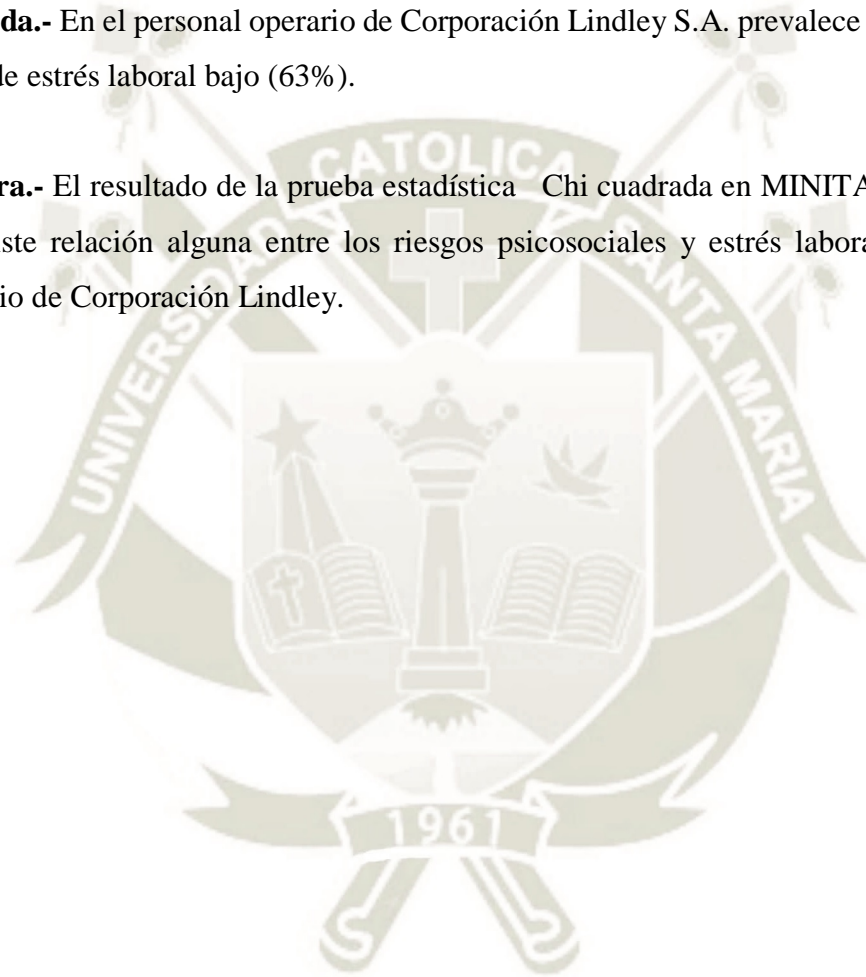 da.- En el personal operario de Corporación Lindley S.A. prevalece
de estrés laboral bajo (63%).
ra.- El resultado de la prueba estadística Chi cuadrada en MINITA
ste relación alguna entre los riesgos psicosociales y estrés labora
io de Corporación Lindley.
UNIVERSIDAD CATOLICA SANTA MARIA
1961